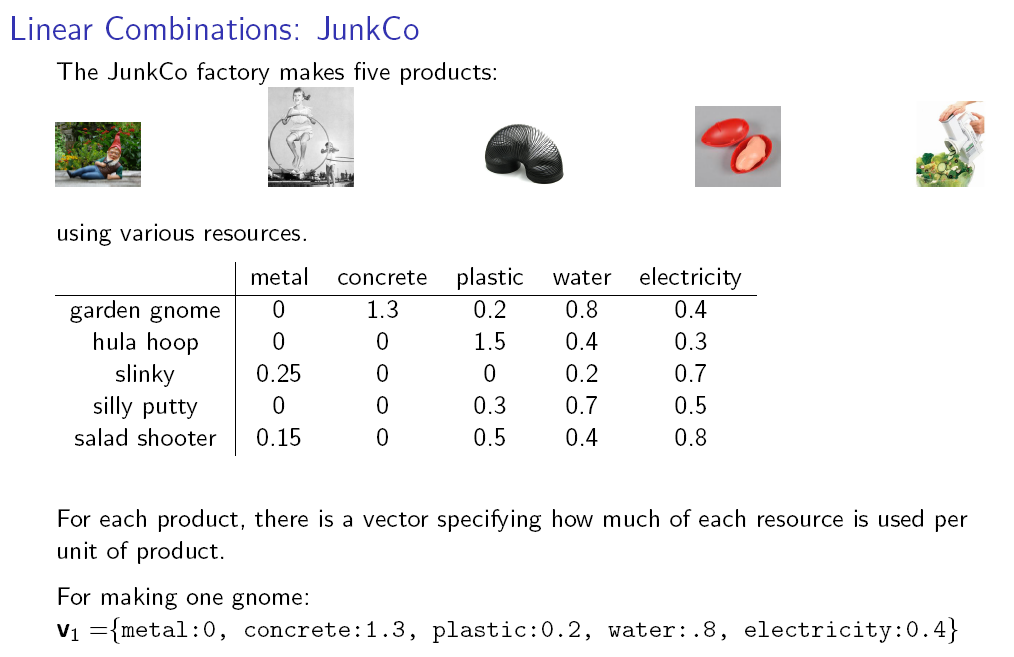 Linear Combinations: JunkCo
The JunkCo factory makes five products:
using various resources.
metal concrete plastic water electricity
garden gnome 0 1.3 0.2 0.8 0.4
hula hoop 0 0 1.5 0.4 0.3
slinky 0.25 0 0 0.2 0.7
silly putty 0 0 0.3 0.7 0.5
salad shooter 0.15 0 0.5 0.4 0.8
For each product, there is a vector specifying how much of each resource is used per
unit of product.
For making one gnome:
v₁ ={metal:0, concrete:1.3, plastic:0.2, water:.8, electricity:0.4}